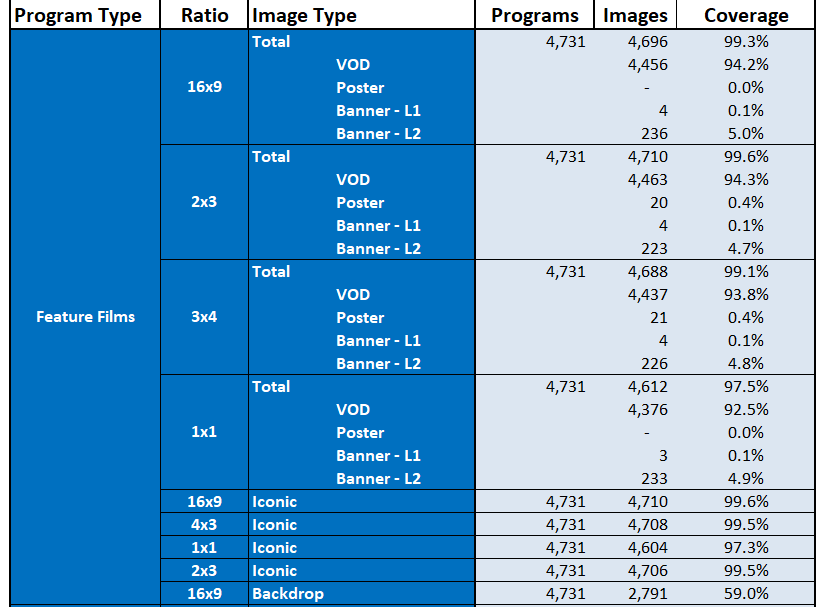 Program Type Ratio Image Type Programs Images Coverage
Total 4,731 4,696 99.3%
VOD 4,456 94.2%
16x9 Poster - 0.0%
Banner - L1 4 0.1%
Banner - L2 236 5.0%
Total 4,731 4,710 99.6%
VOD 4,463 94.3%
2x3 Poster 20 0.4%
Banner - L1 4 0.1%
Banner - L2 223 4.7%
Total 4,731 4,688 99.1%
VOD 4,437 93.8%
Feature Films 3x4 Poster 21 0.4%
Banner - L1 4 0.1%
Banner - L2 226 4.8%
Total 4,731 4,612 97.5%
VOD 4,376 92.5%
1x1 Poster - 0.0%
Banner - L1 3 0.1%
Banner - L2 233 4.9%
16x9 Iconic 4,731 4,710 99.6%
4x3 Iconic 4,731 4,708 99.5%
1x1 Iconic 4,731 4,604 97.3%
2x3 Iconic 4,731 4,706 99.5%
16x9 Backdrop 4,731 2,791 59.0%